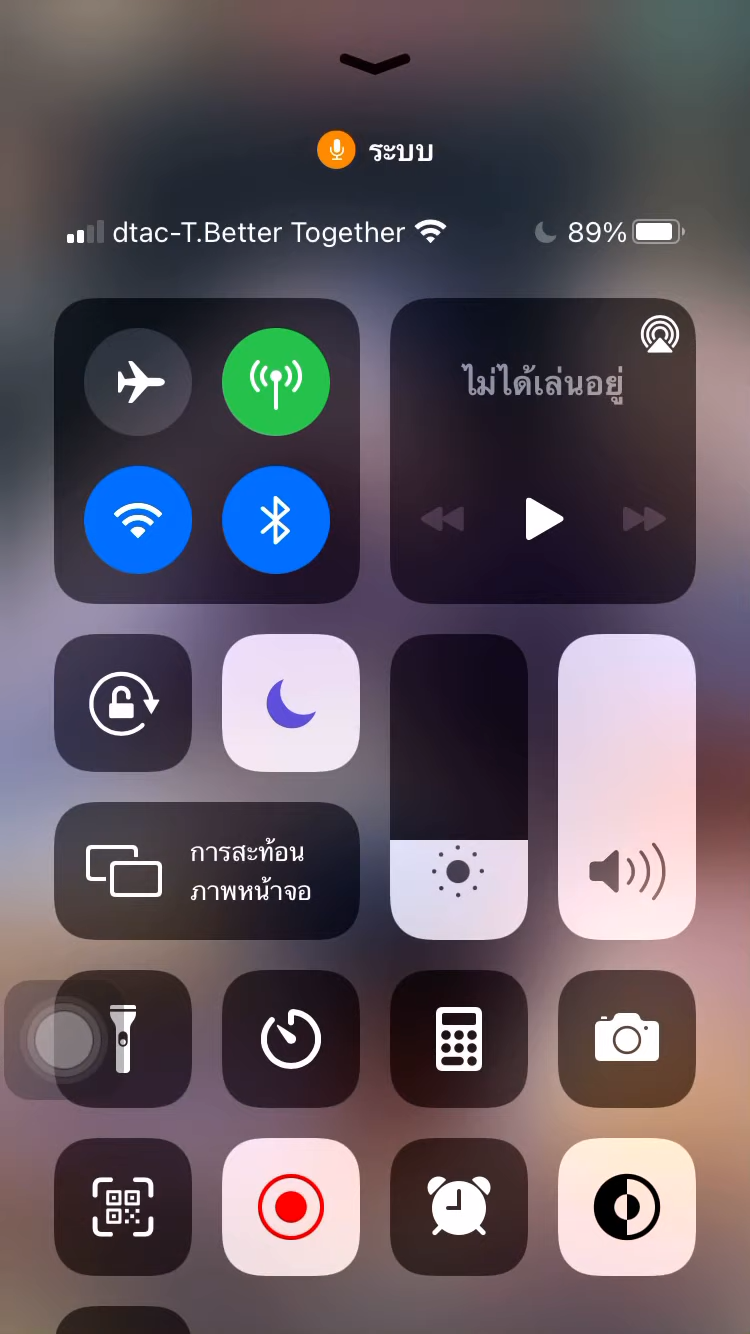 ระบบ
dtac-T.Better Together 89%
ไม่ได้เล่นอยู่
การสะท้อน
ภาพหน้าจอ